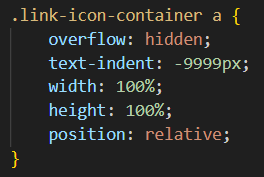 .link-icon-container a {
    overflow: hidden;
    text-indent: -9999px;
    width: 100%;
    height: 100%;
    position: relative;
}